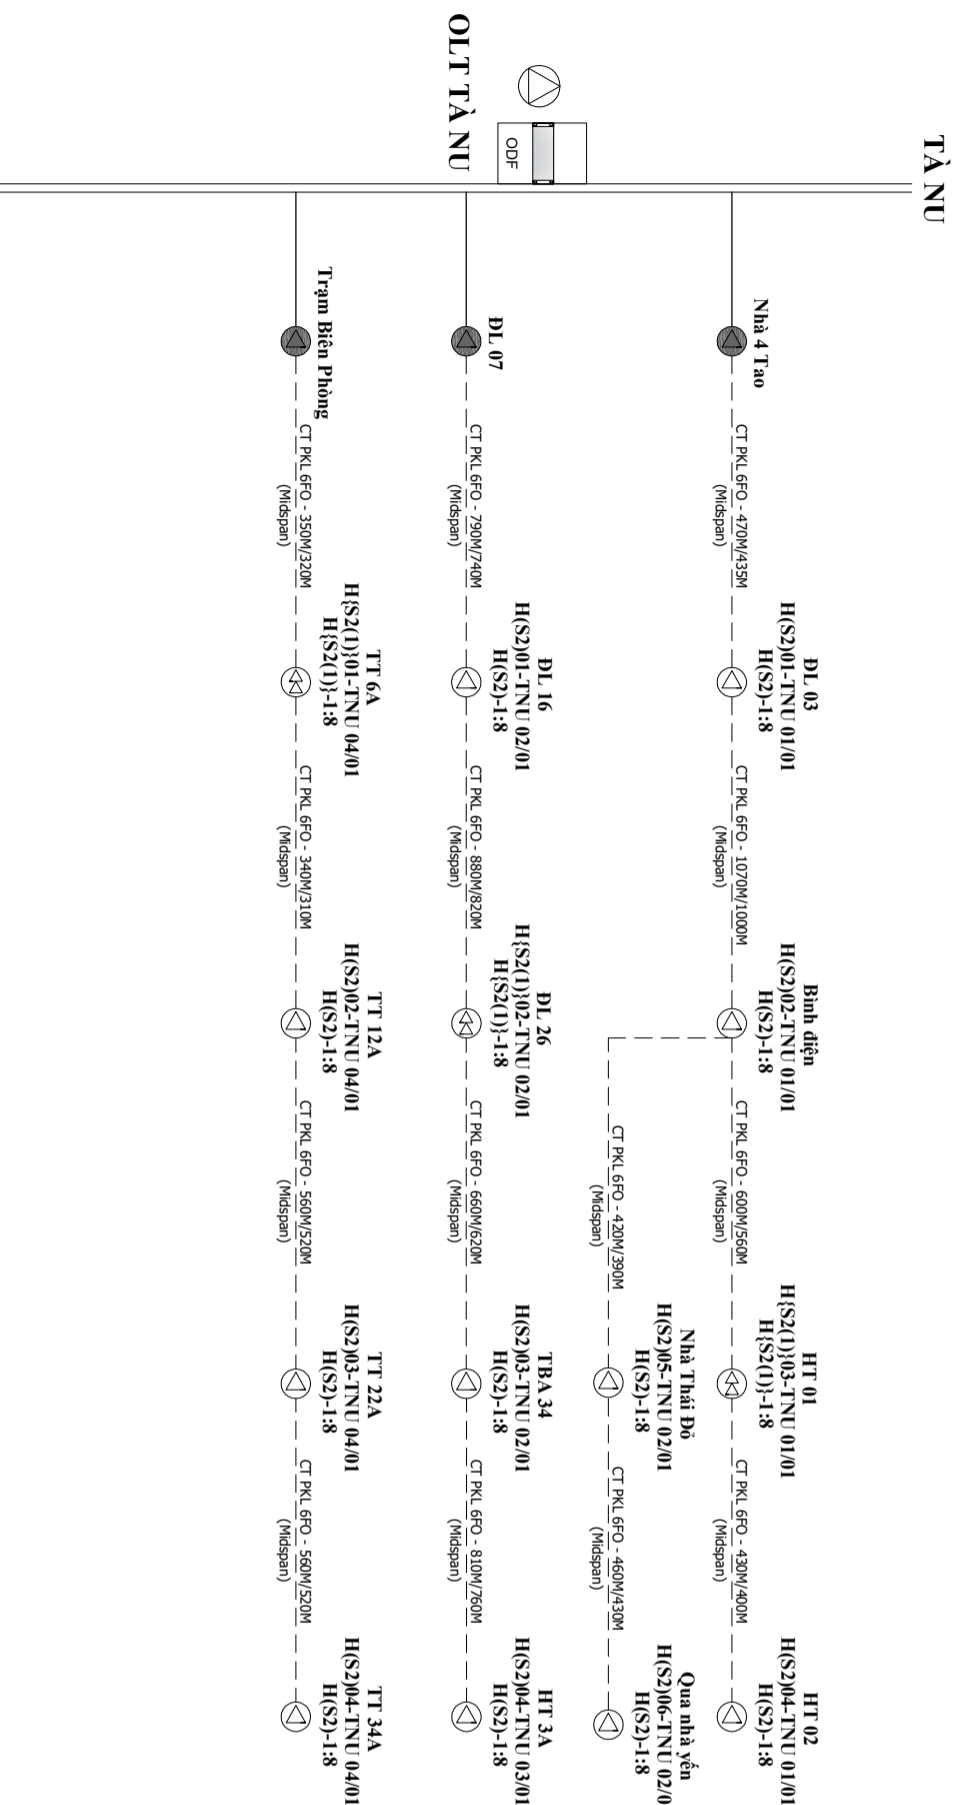 TÀ NU
OLT TÀ NU
ODF
Nhà 4 Tao
CT PKL 6FO - 470M/435M
(Midspan)
ĐL 03
H(S2)01-TNU 01/01
H(S2)-1:8
CT PKL 6FO - 1070M/1000M
(Midspan)
Bình điện
H(S2)02-TNU 01/01
H(S2)-1:8
CT PKL 6FO - 600M/560M
(Midspan)
HT 01
H{S2(1)}03-TNU 01/01
H{S2(1)}-1:8
CT PKL 6FO - 430M/400M
(Midspan)
HT 02
H(S2)04-TNU 01/01
H(S2)-1:8
CT PKL 6FO - 420M/390M
(Midspan)
Nhà Thái Đỏ
H(S2)05-TNU 02/01
H(S2)-1:8
CT PKL 6FO - 460M/430M
(Midspan)
Qua nhà yến
H(S2)06-TNU 02/0
H(S2)-1:8
ĐL 07
CT PKL 6FO - 790M/740M
(Midspan)
ĐL 16
H(S2)01-TNU 02/01
H(S2)-1:8
CT PKL 6FO - 880M/820M
(Midspan)
ĐL 26
H{S2(1)}02-TNU 02/01
H{S2(1)}-1:8
CT PKL 6FO - 660M/620M
(Midspan)
TBA 34
H(S2)03-TNU 02/01
H(S2)-1:8
CT PKL 6FO - 810M/760M
(Midspan)
HT 3A
H(S2)04-TNU 03/01
H(S2)-1:8
Trạm Biên Phòng
CT PKL 6FO - 350M/320M
(Midspan)
TT 6A
H{S2(1)}01-TNU 04/01
H{S2(1)}-1:8
CT PKL 6FO - 340M/310M
(Midspan)
TT 12A
H(S2)02-TNU 04/01
H(S2)-1:8
CT PKL 6FO - 560M/520M
(Midspan)
TT 22A
H(S2)03-TNU 04/01
H(S2)-1:8
CT PKL 6FO - 560M/520M
(Midspan)
TT 34A
H(S2)04-TNU 04/01
H(S2)-1:8